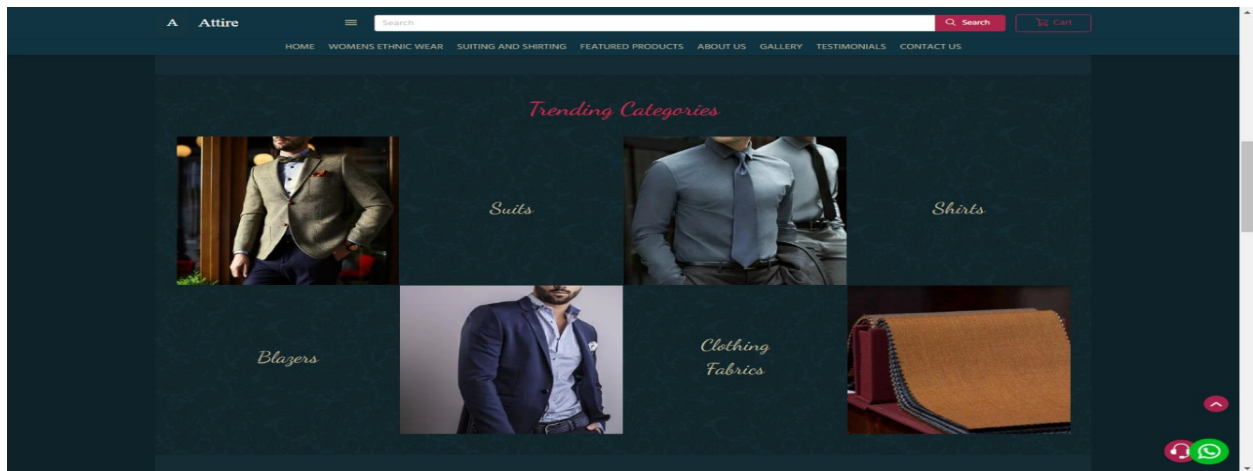 A Attire
Search
Search
Cart
HOME WOMENS ETHNIC WEAR SUITING AND SHIRTING FEATURED PRODUCTS ABOUT US GALLERY TESTIMONIALS CONTACT US
Trending Categories
Suits
Shirts
Blazers
Clothing
Fabrics